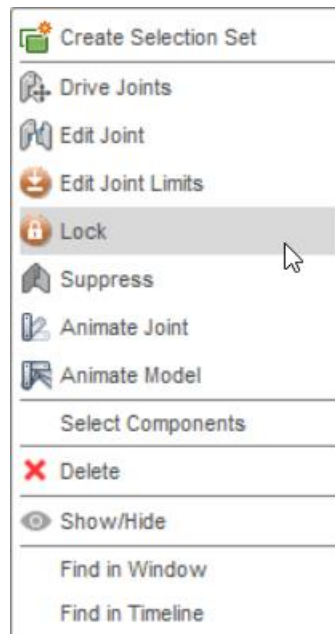 Create Selection Set
Drive Joints
Edit Joint
Edit Joint Limits
Lock
Suppress
Animate Joint
Animate Model
Select Components
Delete
Show/Hide
Find in Window
Find in Timeline